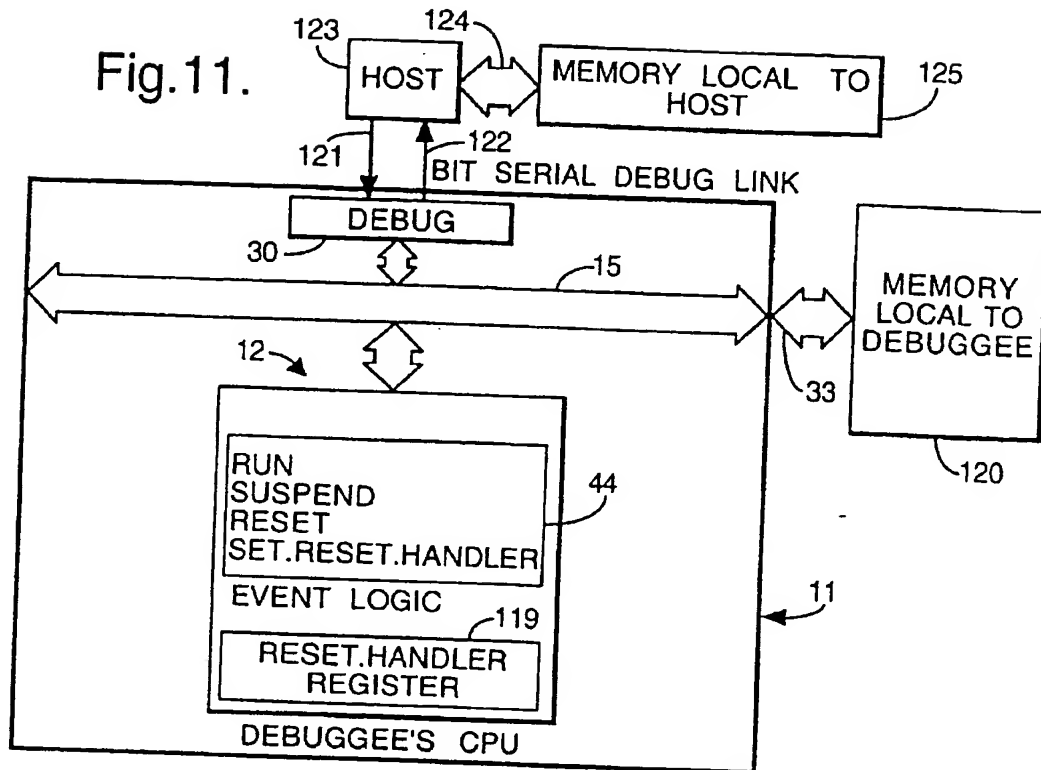 Fig.11.
123
HOST
124
MEMORY LOCAL TO
HOST
125
121
122
BIT SERIAL DEBUG LINK
DEBUG
30
15
MEMORY
LOCAL TO
DEBUGGEE
33
120
12
RUN
SUSPEND
RESET
SET.RESET.HANDLER
44
EVENT LOGIC
119
RESET.HANDLER
REGISTER
11
DEBUGGEE'S CPU